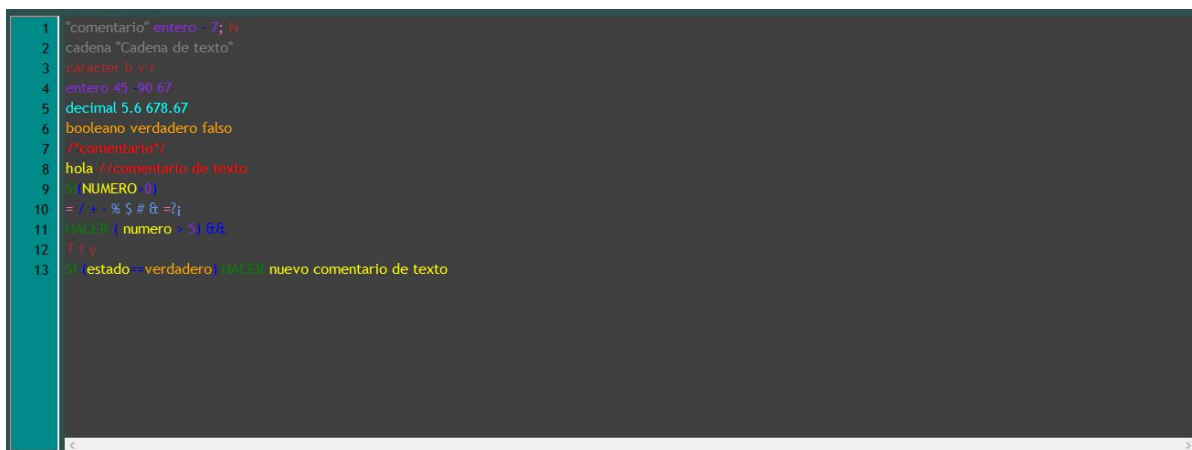 1 "comentario" entero - 7; N
2 cadena "Cadena de texto"
3 caracter b v r
4 entero 45 -90 67
5 decimal 5.6 678.67
6 booleano verdadero falso
7 /*comentario*/
8 hola //comentario de texto
9 SI(NUMERO>0)
10 = / + - % $ # & =?¡
11 HACER ( numero > 5) &&
12 T t y
13 SI (estado==verdadero) HACER nuevo comentario de texto